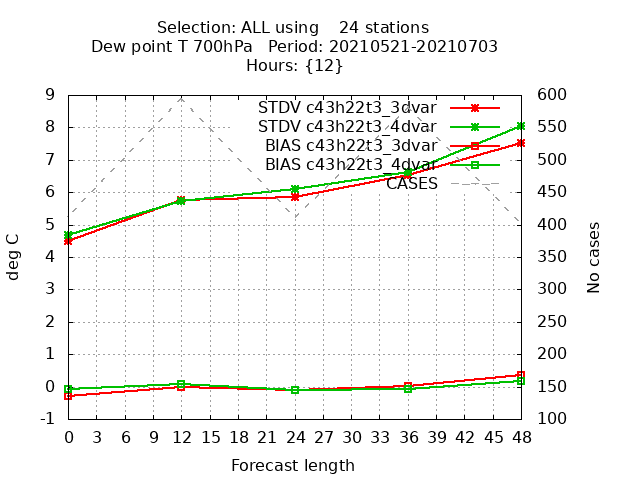 Selection: ALL using 24 stations
Dew point T 700hPa Period: 20210521-20210703
Hours: {12}
STDV c43h22t3_3dvar
STDV c43h22t3_4dvar
BIAS c43h22t3_3dvar
BIAS c43h22t3_4dvar
CASES
deg C
9
8
7
6
5
4
3
2
1
0
-1
600
550
500
450
400
350
300
250
200
150
100
No cases
0 3 6 9 12 15 18 21 24 27 30 33 36 39 42 45 48
Forecast length